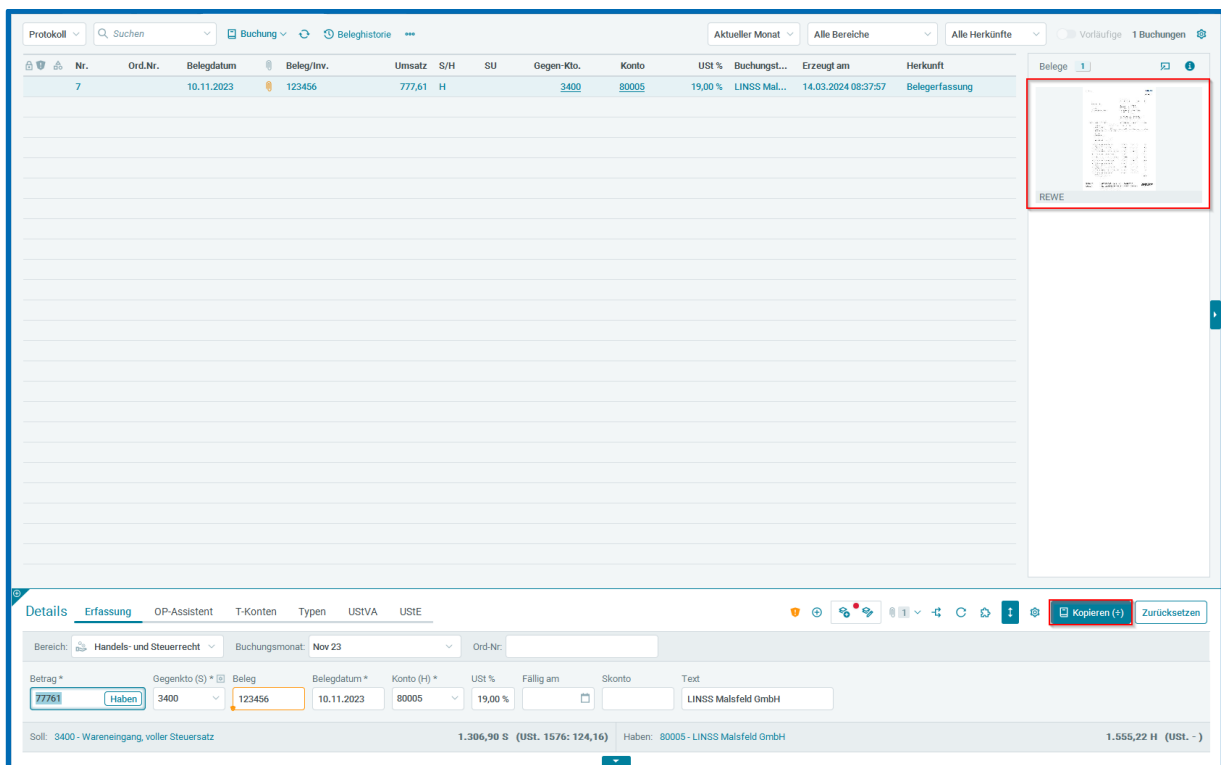 Protokoll Suchen Buchung Beleghistorie Aktueller Monat Alle Bereiche Alle Herkünfte Vorläufige 1 Buchungen
Nr. Ord.Nr. Belegdatum Beleg/Inv. Umsatz S/H SU Gegen-Kto. Konto USt % Buchungst... Erzeugt am Herkunft Belege 1
7 10.11.2023 123456 777,61 H 3400 80005 19,00 % LINSS Mal... 14.03.2024 08:37:57 Belegerfassung
REWE
Details Erfassung OP-Assistent T-Konten Typen UStVA UStE 1 Kopieren (÷) Zurücksetzen
Bereich: Handels- und Steuerrecht Buchungsmonat: Nov 23 Ord-Nr:
Betrag * Gegenkto (S) * Beleg Belegdatum * Konto (H) * USt % Fällig am Skonto Text
77761 Haben 3400 123456 10.11.2023 80005 19,00 % LINSS Malsfeld GmbH
Soll: 3400 - Wareneingang, voller Steuersatz 1.306,90 S (USt. 1576: 124,16) Haben: 80005 - LINSS Malsfeld GmbH 1.555,22 H (USt. - )